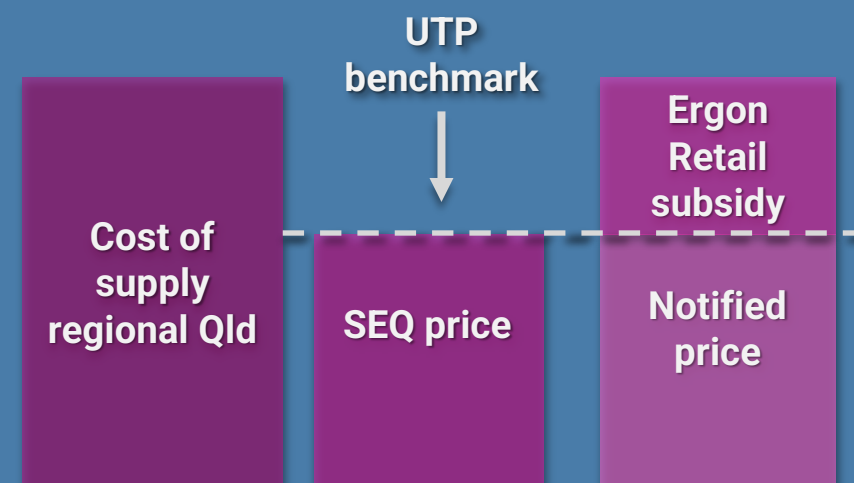 UTP
benchmark
Ergon
Retail
subsidy
Cost of
supply
regional Qld
SEQ price
Notified
price